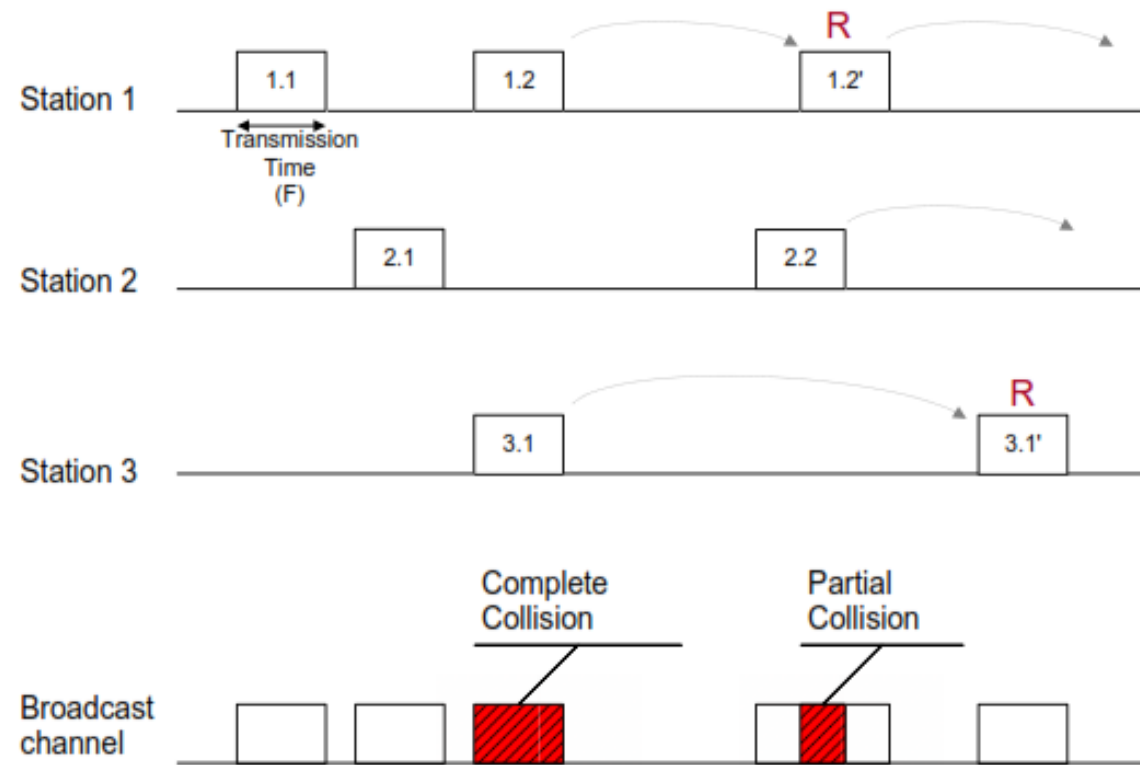 R
Station 1
1.1
1.2
1.2'
Transmission
Time
(F)
Station 2
2.1
2.2
R
Station 3
3.1
3.1'
Complete
Collision
Partial
Collision
Broadcast
channel